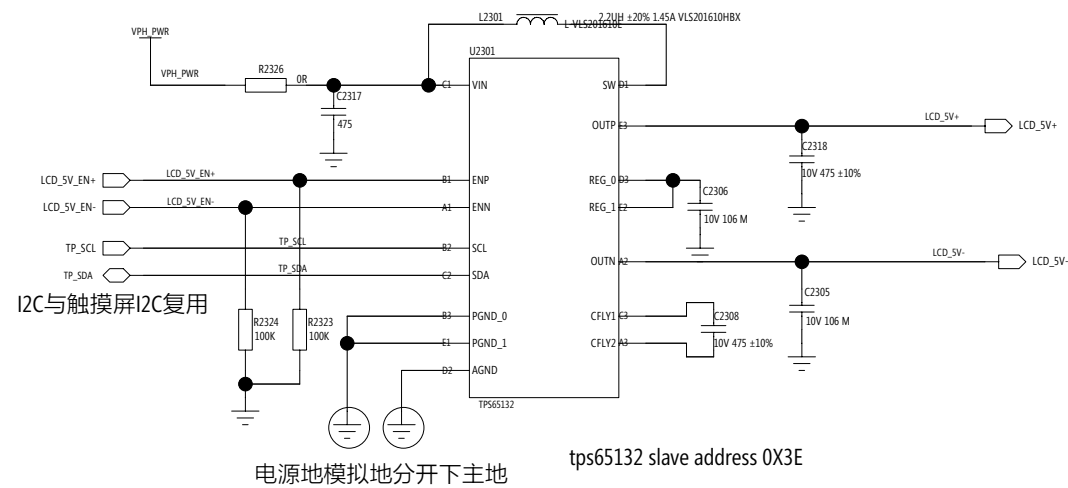 L2301
2.2UH ±20% 1.45A VLS201610HBX
L-VLS201610E
VPH_PWR
U2301
VPH_PWR
R2326
0R
C1
VIN
SW
D1
C2317
475
OUTP
E3
LCD_5V+
LCD_5V+
C2318
10V 475 ±10%
LCD_5V_EN+
LCD_5V_EN+
B1
ENP
REG_0
D3
C2306
10V 106 M
LCD_5V_EN-
LCD_5V_EN-
A1
ENN
REG_1
E2
TP_SCL
TP_SCL
B2
SCL
OUTN
A2
LCD_5V-
LCD_5V-
TP_SDA
TP_SDA
C2
SDA
C2305
10V 106 M
I2C与触摸屏I2C复用
R2324
100K
R2323
100K
B3
PGND_0
CFLY1
C3
C2308
10V 475 ±10%
E1
PGND_1
CFLY2
A3
D2
AGND
TPS65132
电源地模拟地分开下主地
tps65132 slave address 0X3E